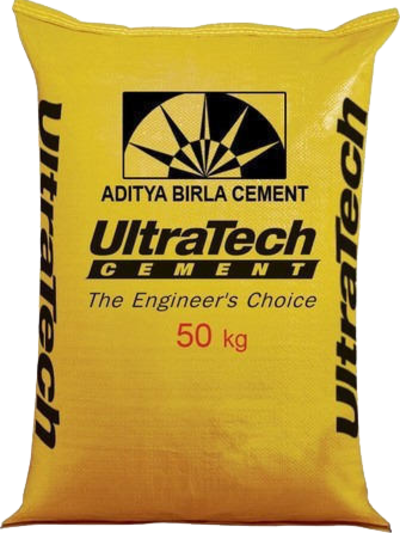 ADITYA BIRLA CEMENT
UltraTech
CEMENT
The Engineer's Choice
50 kg
UltraTech
UltraTech